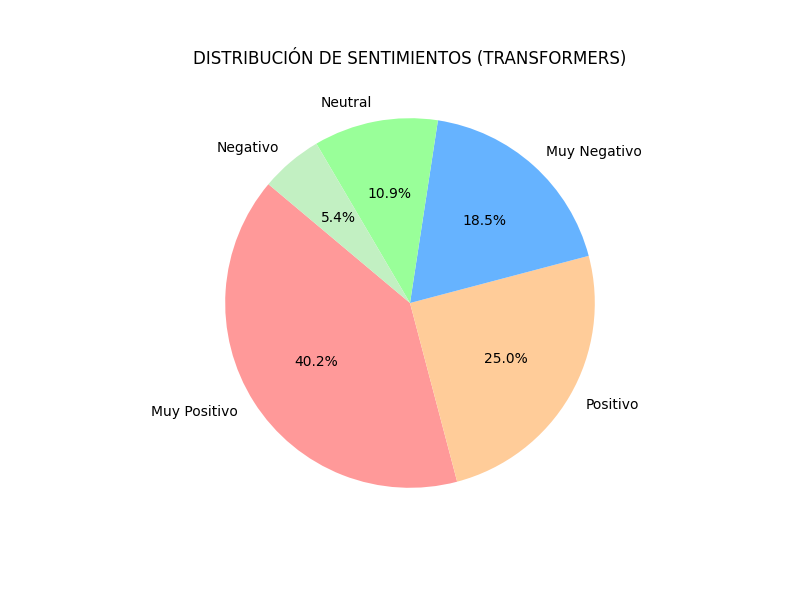 DISTRIBUCIÓN DE SENTIMIENTOS (TRANSFORMERS)
Neutral
Negativo
Muy Negativo
10.9%
5.4%
18.5%
40.2%
25.0%
Muy Positivo
Positivo